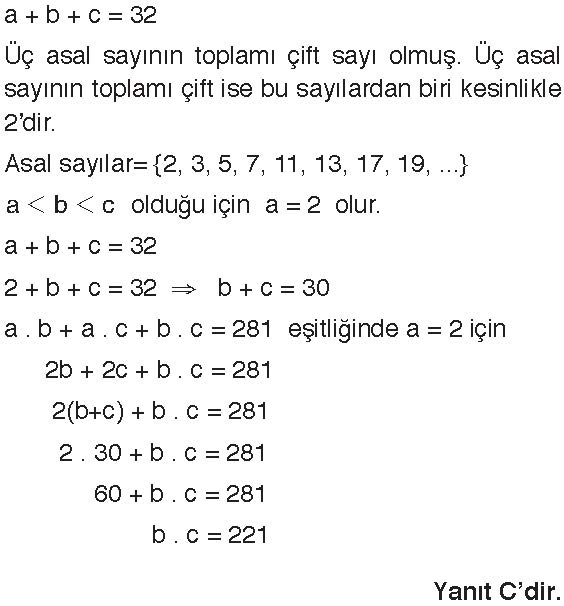 a + b + c = 32
Üç asal sayının toplamı çift sayı olmuş. Üç asal
sayının toplamı çift ise bu sayılardan biri kesinlikle
2'dir.
Asal sayılar= {2, 3, 5, 7, 11, 13, 17, 19, ...}
a < b < c olduğu için a = 2 olur.
a + b + c = 32
2 + b + c = 32 ⇒ b + c = 30
a . b + a . c + b . c = 281 eşitliğinde a = 2 için
2b + 2c + b . c = 281
2(b+c) + b . c = 281
2 . 30 + b . c = 281
60 + b . c = 281
b . c = 221
Yanıt C'dir.